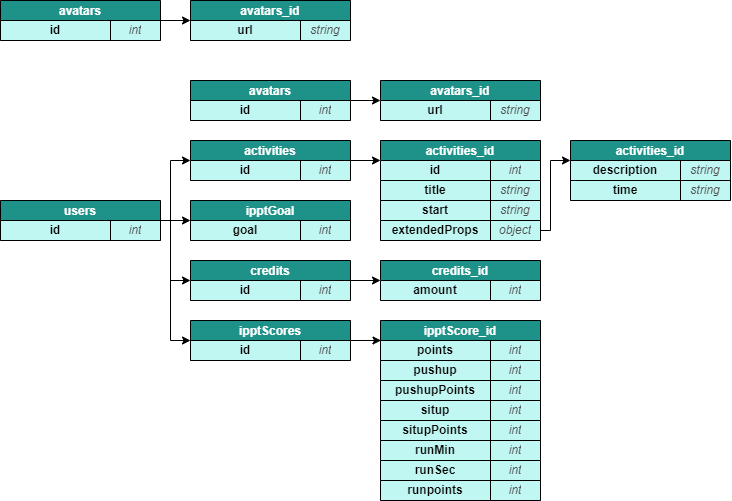 avatars
id int
avatars_id
url string
avatars
id int
avatars_id
url string
activities
id int
activities_id
id int
title string
start string
extendedProps object
activities_id
description string
time string
users
id int
ipptGoal
goal int
credits
id int
credits_id
amount int
ipptScores
id int
ipptScore_id
points int
pushup int
pushupPoints int
situp int
situpPoints int
runMin int
runSec int
runpoints int